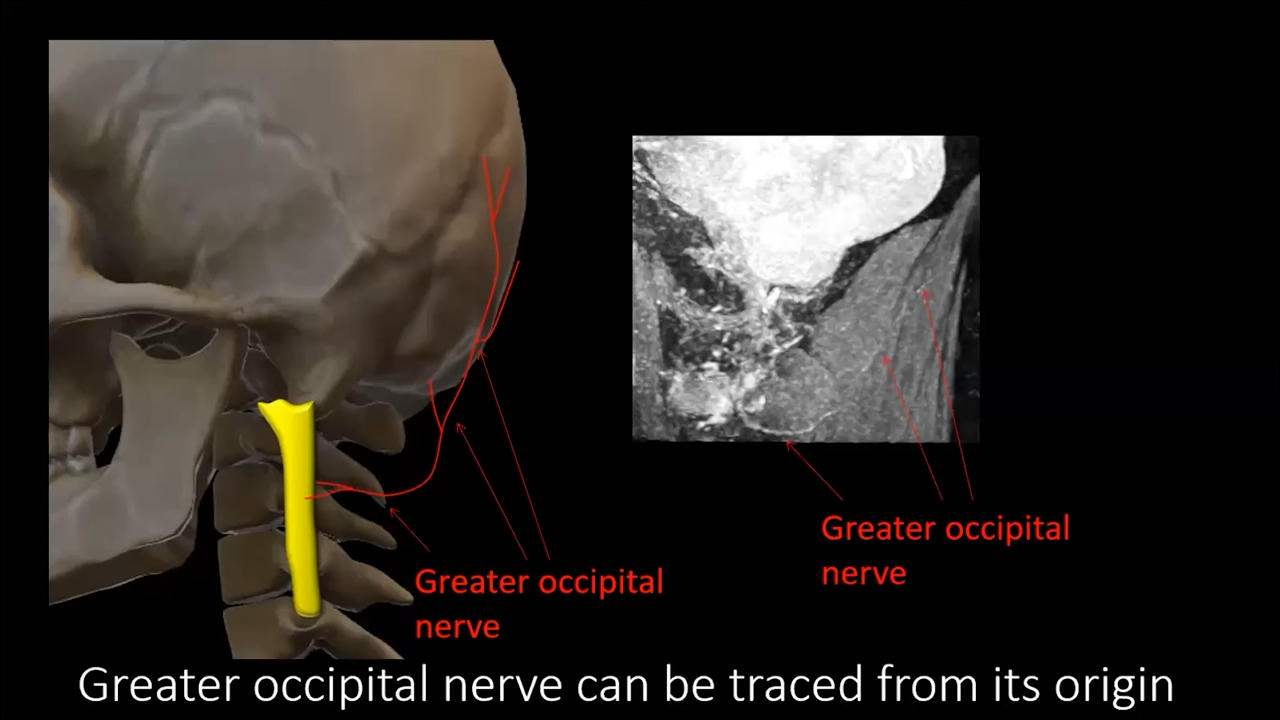 Greater occipital
nerve
Greater occipital
nerve
Greater occipital nerve can be traced from its origin